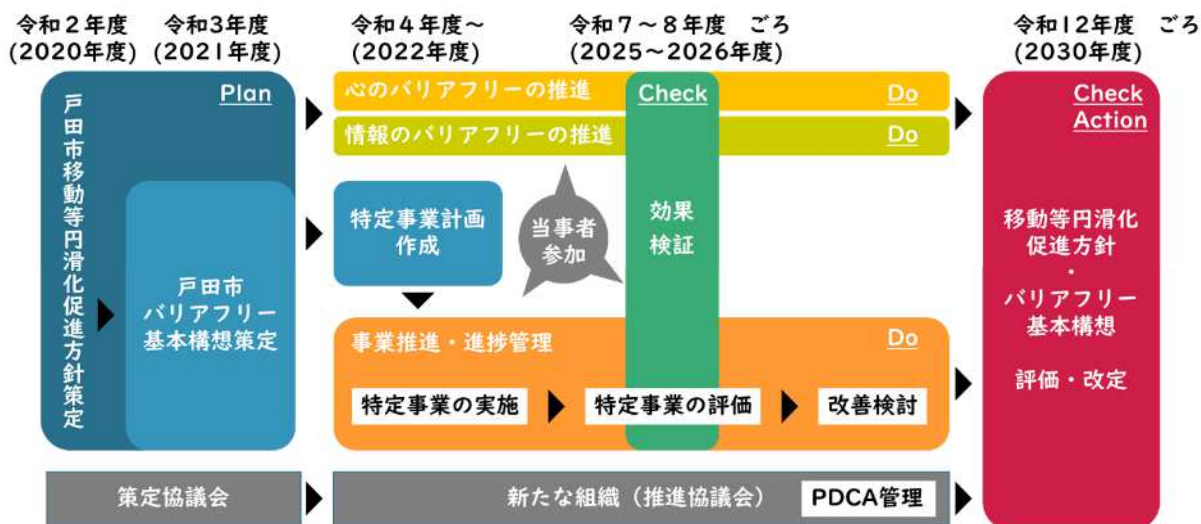 令和２年度
(2020年度)
令和3年度
(2021年度)
令和４年度～
(2022年度)
令和７～８年度　ごろ
(2025～2026年度)
令和12年度　ごろ
(2030年度)
Plan
戸田市移動等円滑化促進方針策定
戸田市
バリアフリー
基本構想策定
心のバリアフリーの推進
Do
情報のバリアフリーの推進
Do
Check
効果
検証
特定事業計画
作成
当事者
参加
事業推進・進捗管理
Do
特定事業の実施
特定事業の評価
改善検討
Check
Action
移動等円滑化
促進方針
・
バリアフリー
基本構想
評価・改定
策定協議会
新たな組織（推進協議会）
PDCA管理